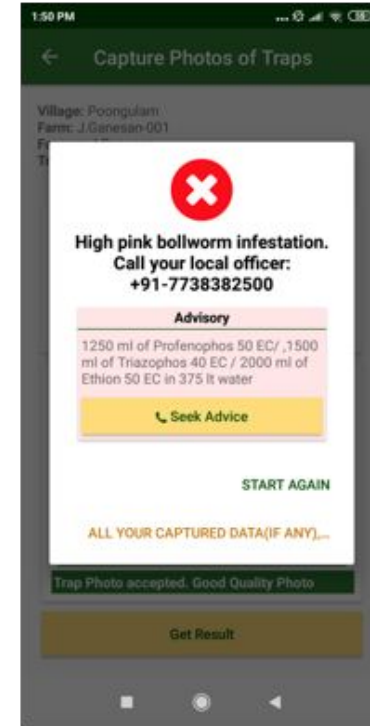 1:50 PM
Capture Photos of Traps
Village: Poongulam
Farm: J.Ganesan-001
High pink bollworm infestation.
Call your local officer:
+91-7738382500
Advisory
1250 ml of Profenophos 50 EC/ ,1500
ml of Triazophos 40 EC / 2000 ml of
Ethion 50 EC in 375 lt water
Seek Advice
START AGAIN
ALL YOUR CAPTURED DATA(IF ANY),...
Trap Photo accepted. Good Quality Photo
Get Result